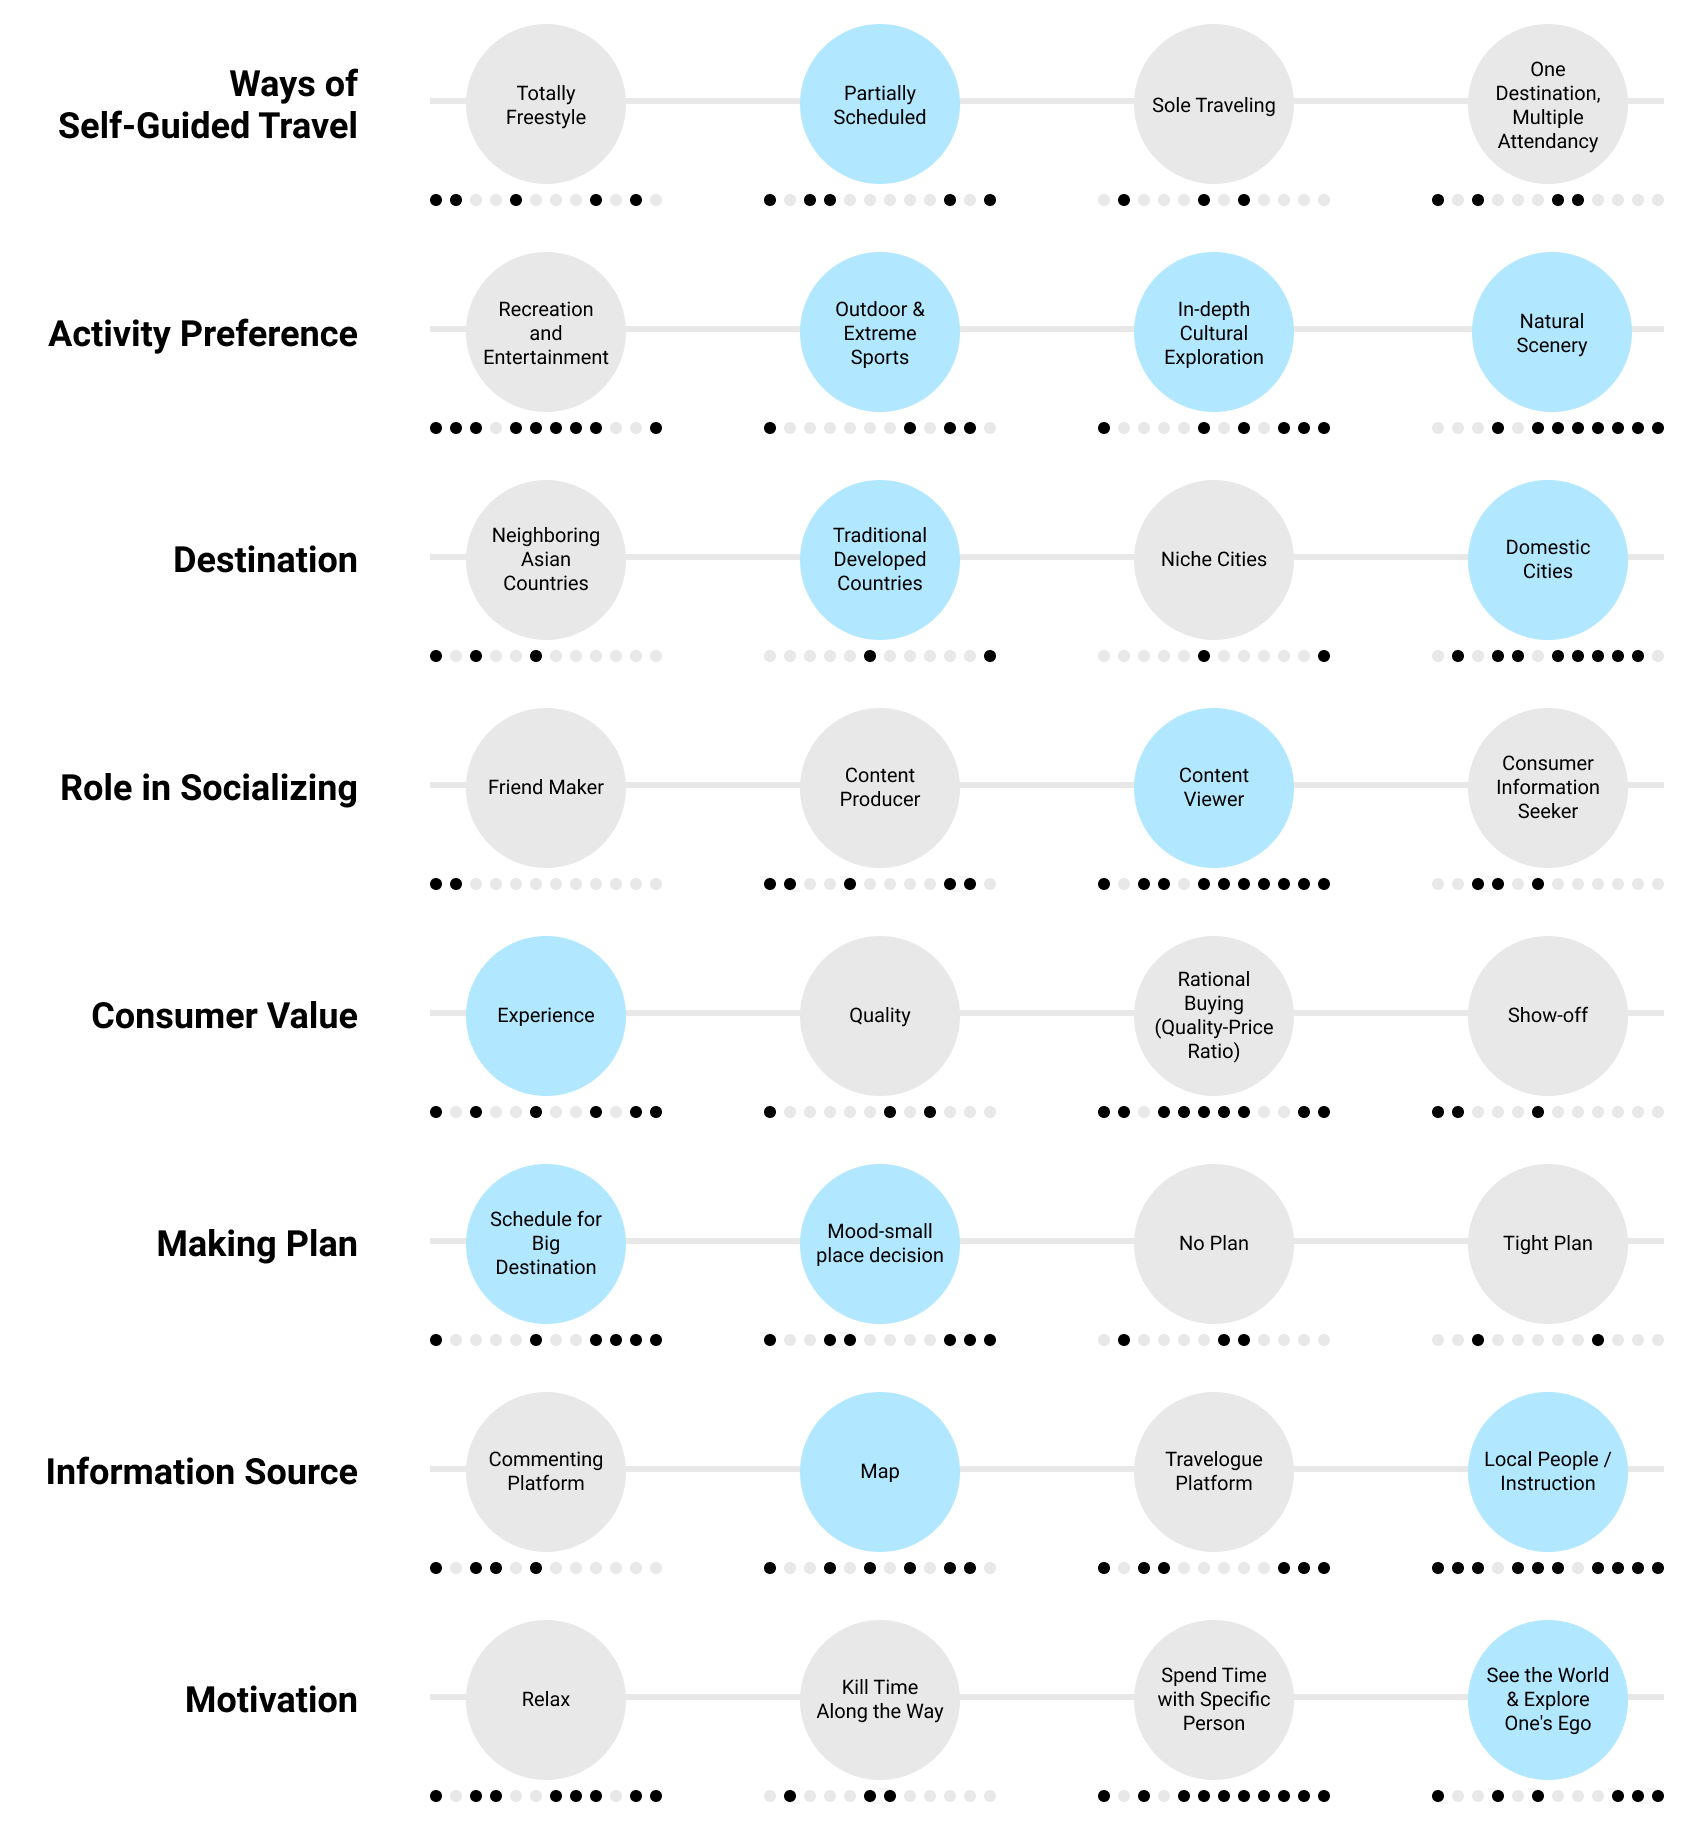 Ways of
Self-Guided Travel
Totally
Freestyle
Partially
Scheduled
Sole Traveling
One
Destination,
Multiple
Attendancy
Activity Preference
Recreation
and
Entertainment
Outdoor &
Extreme
Sports
In-depth
Cultural
Exploration
Natural
Scenery
Destination
Neighboring
Asian
Countries
Traditional
Developed
Countries
Niche Cities
Domestic
Cities
Role in Socializing
Friend Maker
Content
Producer
Content
Viewer
Consumer
Information
Seeker
Consumer Value
Experience
Quality
Rational
Buying
(Quality-Price
Ratio)
Show-off
Making Plan
Schedule for
Big
Destination
Mood-small
place decision
No Plan
Tight Plan
Information Source
Commenting
Platform
Map
Travelogue
Platform
Local People /
Instruction
Motivation
Relax
Kill Time
Along the Way
Spend Time
with Specific
Person
See the World
& Explore
One's Ego